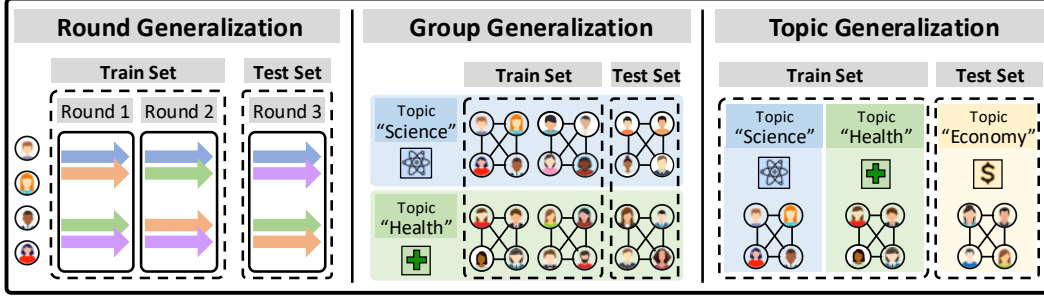 Round Generalization
Train Set
Test Set
Round 1
Round 2
Round 3
Group Generalization
Train Set
Test Set
Topic
“Science”
Topic
“Health”
Topic Generalization
Train Set
Test Set
Topic
“Science”
Topic
“Health”
Topic
“Economy”
$